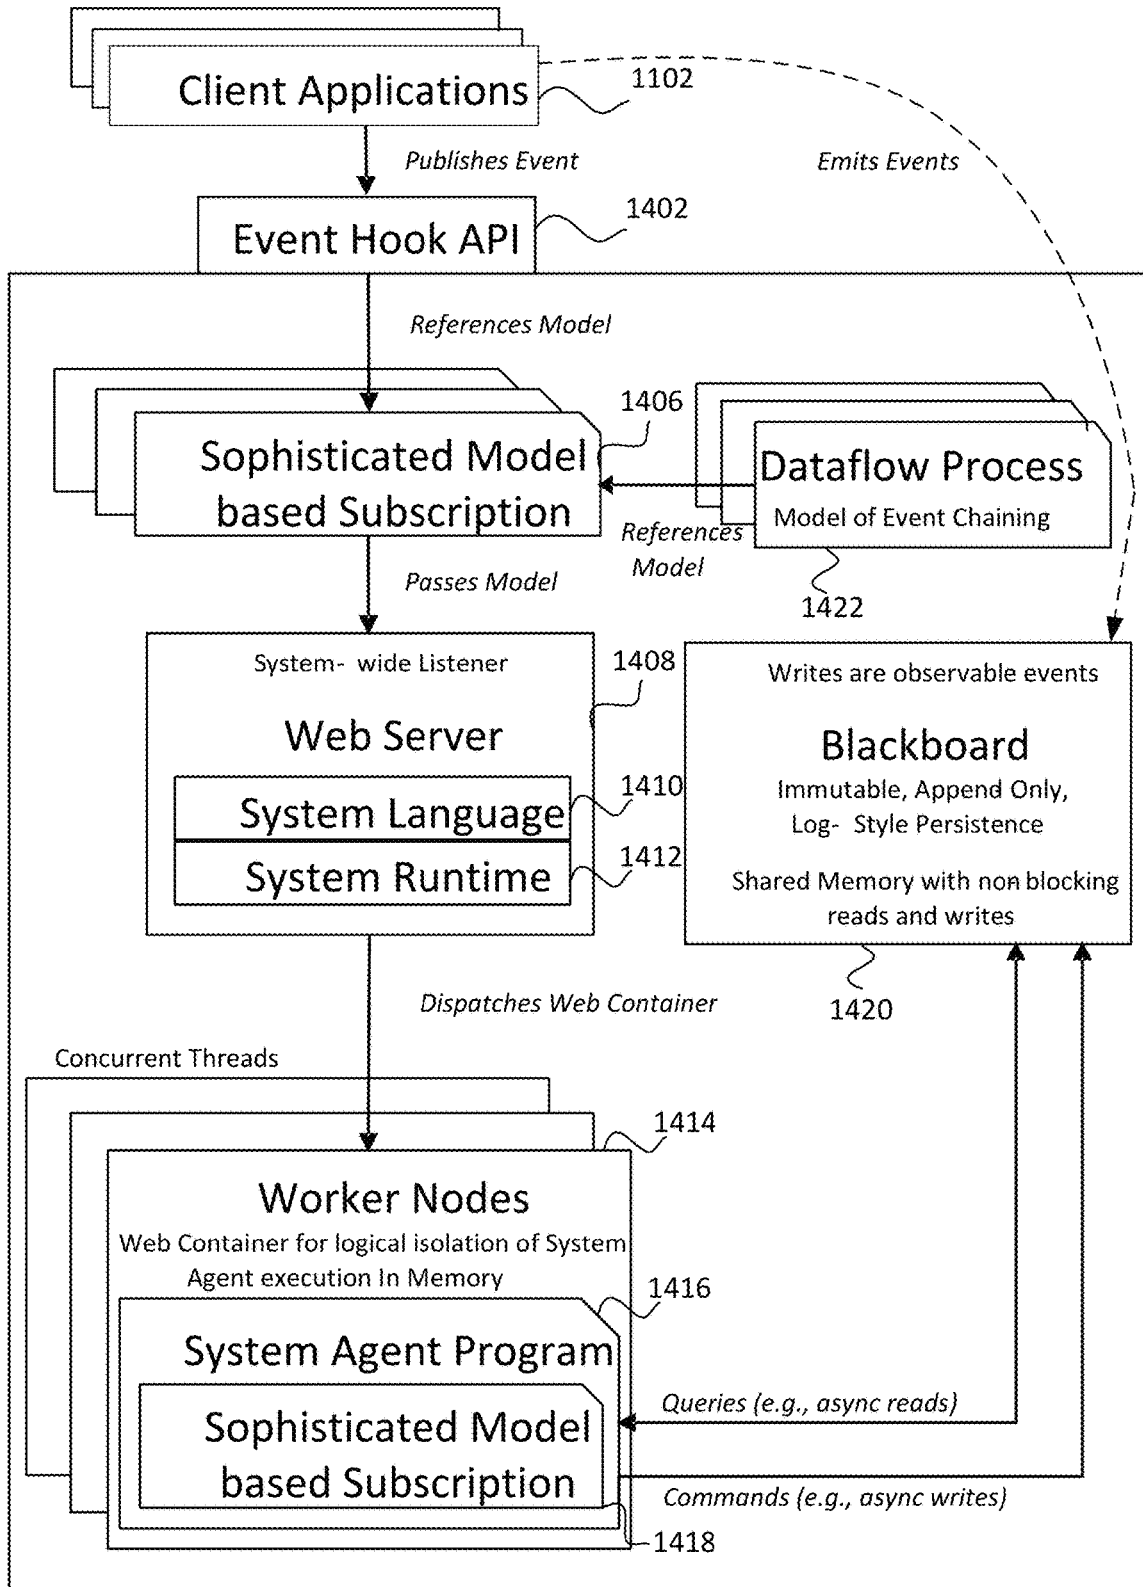 Client Applications
1102
Publishes Event
Emits Events
1402
Event Hook API
References Model
1406
Sophisticated Model
based Subscription
Dataflow Process
Model of Event Chaining
References
Model
1422
Passes Model
System- wide Listener
1408
Web Server
System Language
1410
System Runtime
1412
Writes are observable events
Blackboard
Immutable, Append Only,
Log- Style Persistence
Shared Memory with non blocking
reads and writes
1420
Dispatches Web Container
Concurrent Threads
1414
Worker Nodes
Web Container for logical isolation of System
Agent execution In Memory
1416
System Agent Program
Sophisticated Model
based Subscription
1418
Queries (e.g., async reads)
Commands (e.g., async writes)